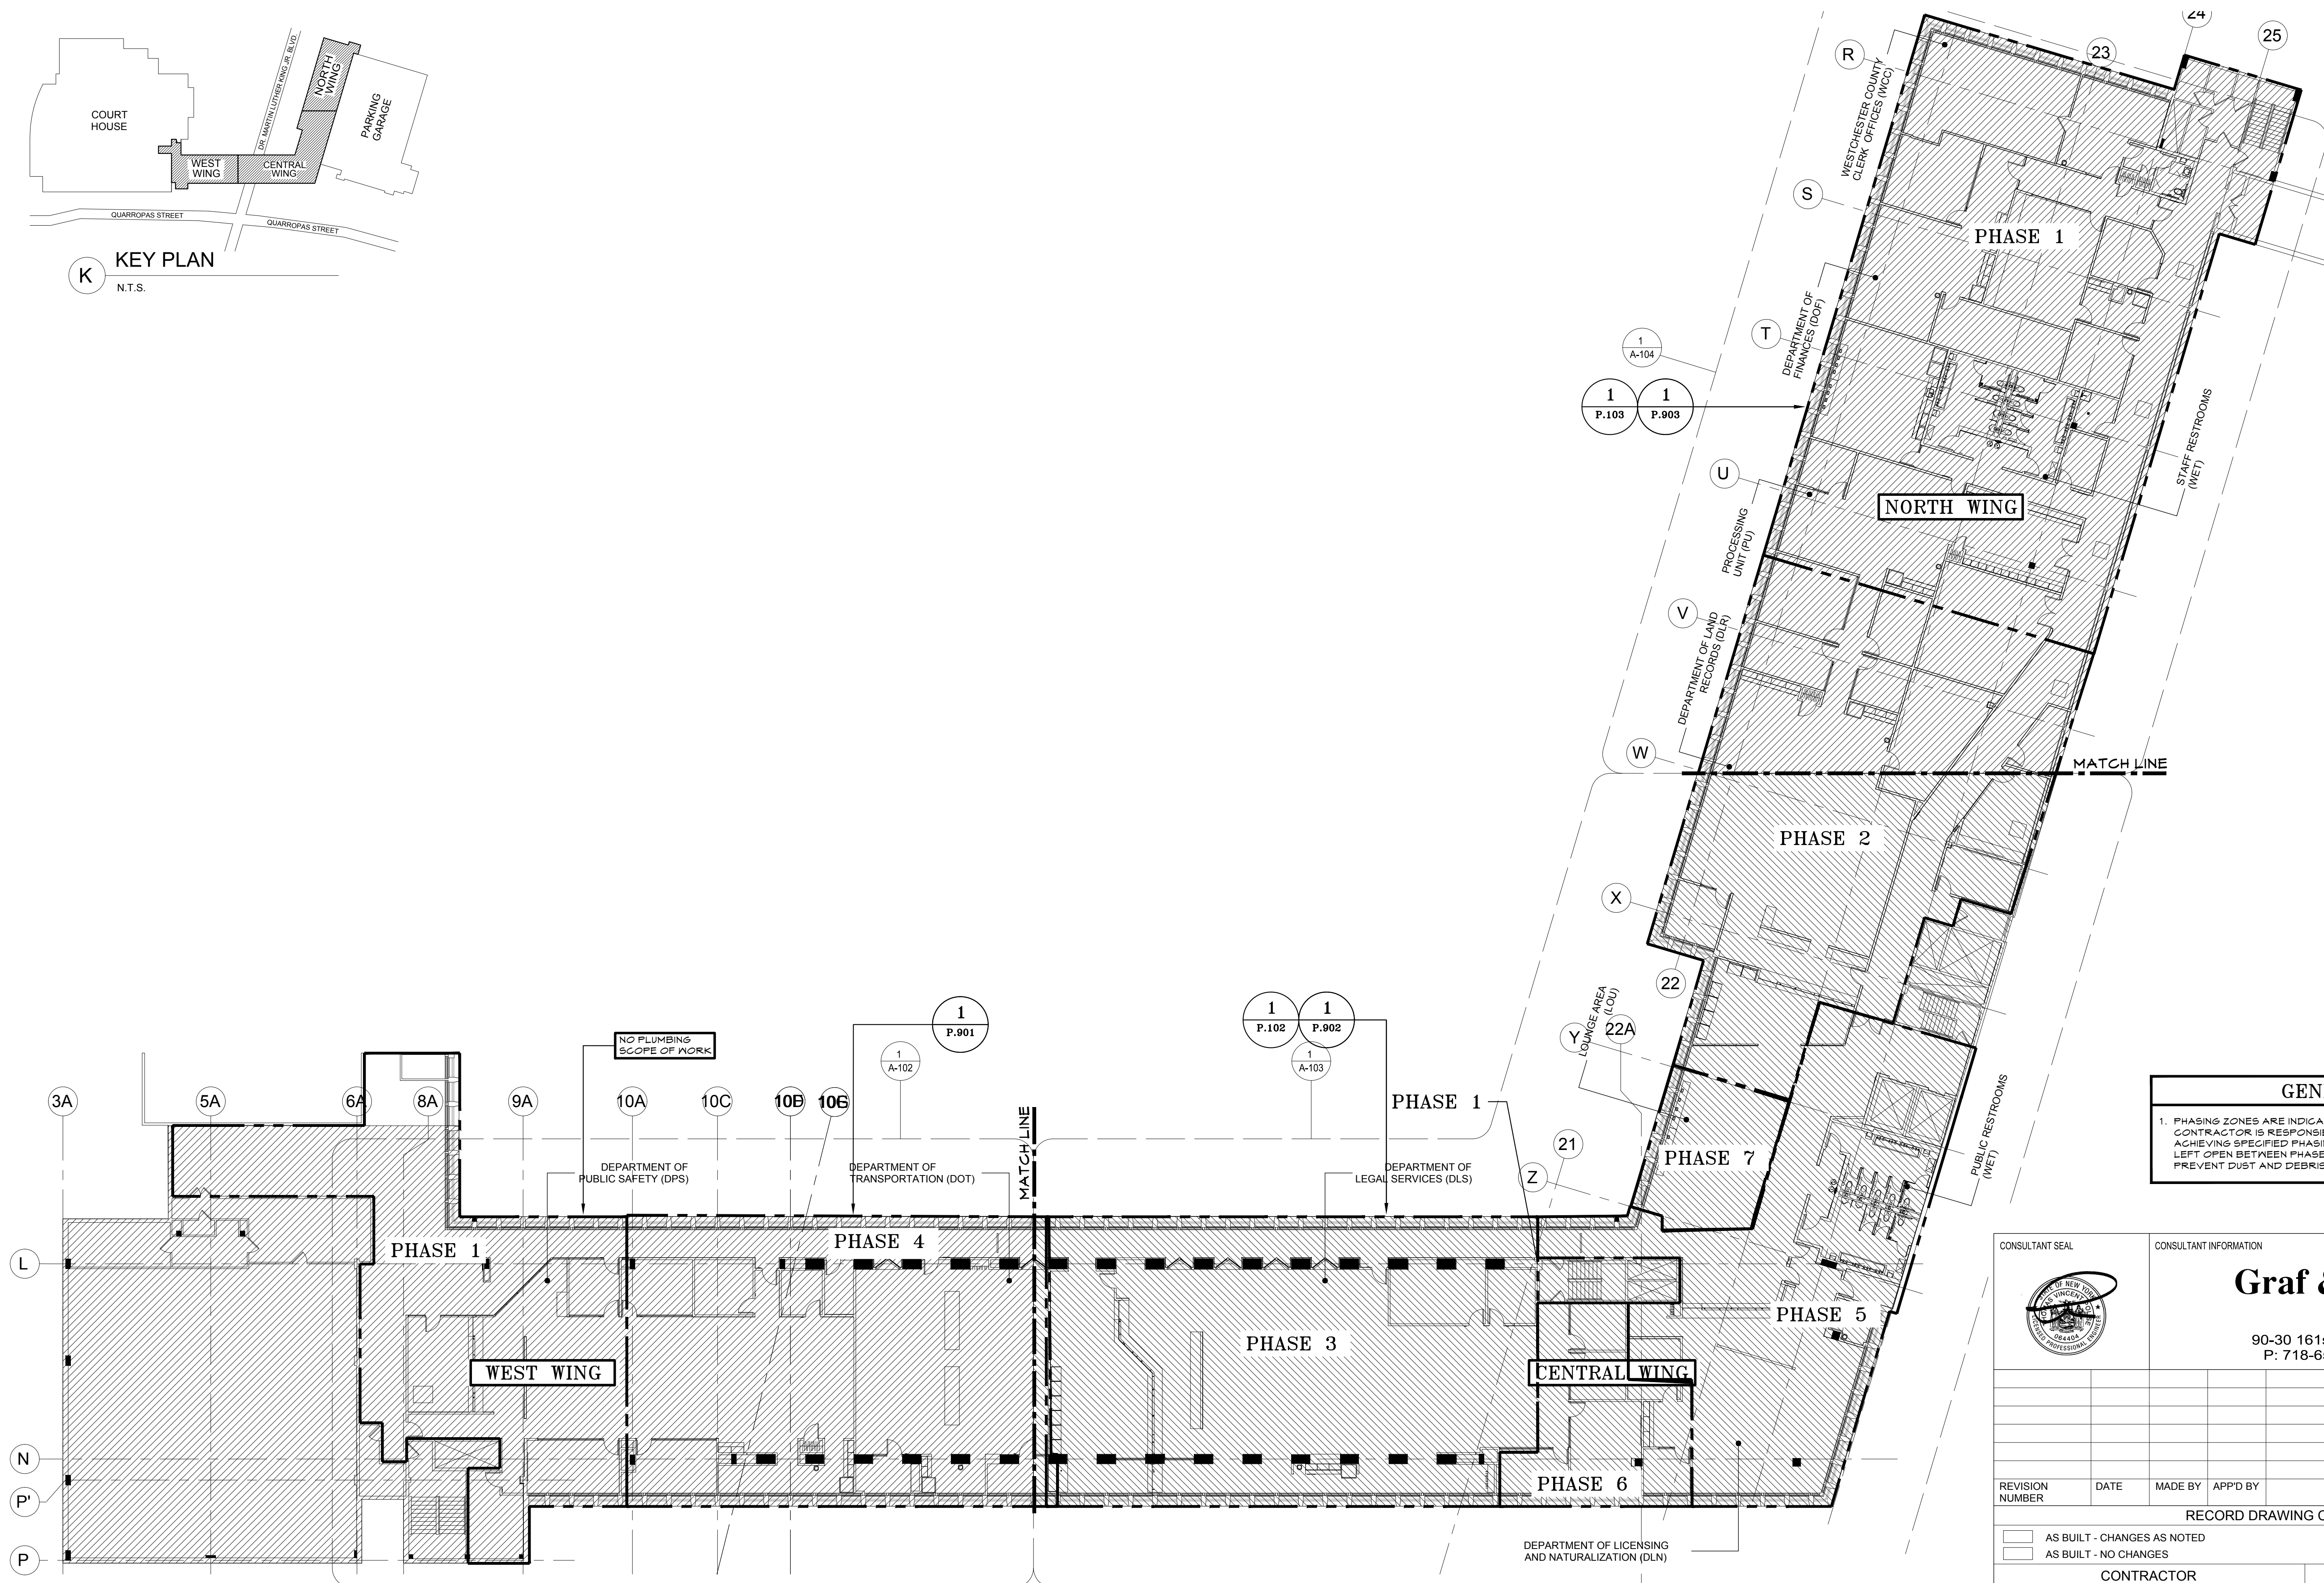 COURT
HOUSE
DR. MARTIN LUTHER KING JR. BLVD.
NORTH
WING
PARKING
GARAGE
WEST
WING
CENTRAL
WING
QUARROPAS STREET
QUARROPAS STREET
K
KEY PLAN
N.T.S.
24
25
23
R
WESTCHESTER COUNTY
CLERK OFFICES (WCC)
S
PHASE 1
DEPARTMENT OF
FINANCES (DOF)
T
1
A-104
1
P.103
1
P.903
STAFF RESTROOMS
(WET)
U
NORTH WING
PROCESSING
UNIT (PU)
V
DEPARTMENT OF LAND
RECORDS (DLR)
W
MATCH LINE
PHASE 2
X
22
LOUNGE AREA
(LOU)
Y
22A
NO PLUMBING
SCOPE OF WORK
1
P.901
1
A-102
1
P.102
1
P.902
1
A-103
PHASE 1
3A
5A
6A
8A
9A
10A
10C
MATCH LINE
21
Z
PHASE 7
PUBLIC RESTROOMS
(WET)
DEPARTMENT OF
PUBLIC SAFETY (DPS)
DEPARTMENT OF
TRANSPORTATION (DOT)
DEPARTMENT OF
LEGAL SERVICES (DLS)
L
PHASE 1
PHASE 4
PHASE 3
PHASE 5
WEST WING
CENTRAL WING
N
PHASE 6
P'
P
DEPARTMENT OF LICENSING
AND NATURALIZATION (DLN)
GEN
1. PHASING ZONES ARE INDICA
CONTRACTOR IS RESPONSI
ACHIEVING SPECIFIED PHASI
LEFT OPEN BETWEEN PHASE
PREVENT DUST AND DEBRIS
CONSULTANT SEAL
CONSULTANT INFORMATION
Graf &
90-30 161s
P: 718-6
064404
REVISION
NUMBER
DATE
MADE BY
APP'D BY
RECORD DRAWING C
AS BUILT - CHANGES AS NOTED
AS BUILT - NO CHANGES
CONTRACTOR